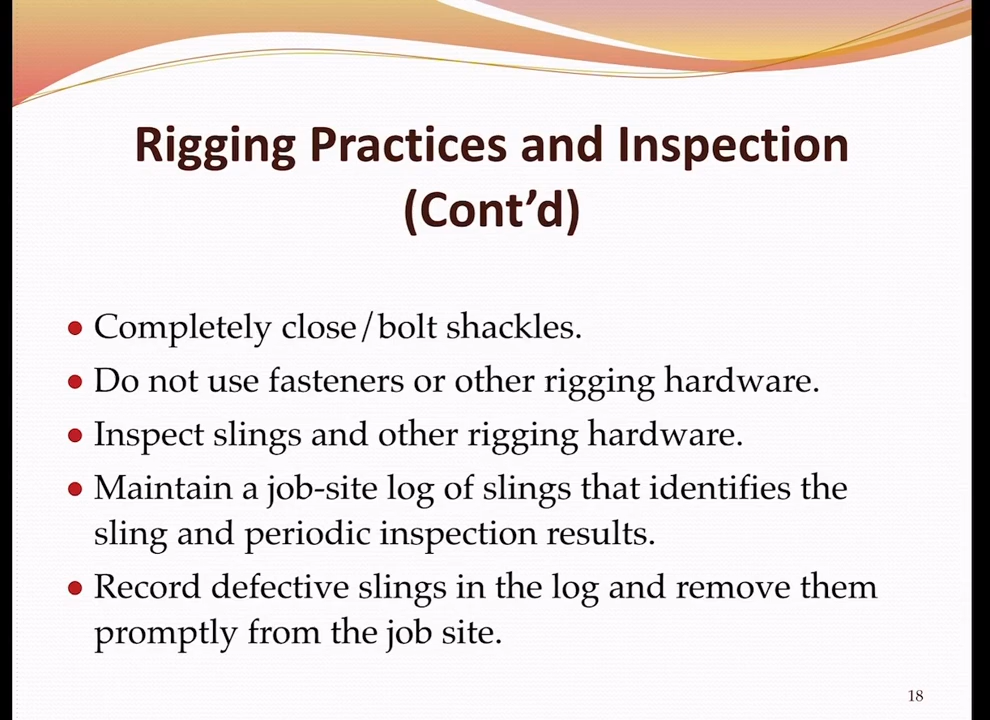 Rigging Practices and Inspection
(Cont’d)
• Completely close/bolt shackles.
• Do not use fasteners or other rigging hardware.
• Inspect slings and other rigging hardware.
• Maintain a job-site log of slings that identifies the
sling and periodic inspection results.
• Record defective slings in the log and remove them
promptly from the job site.
18